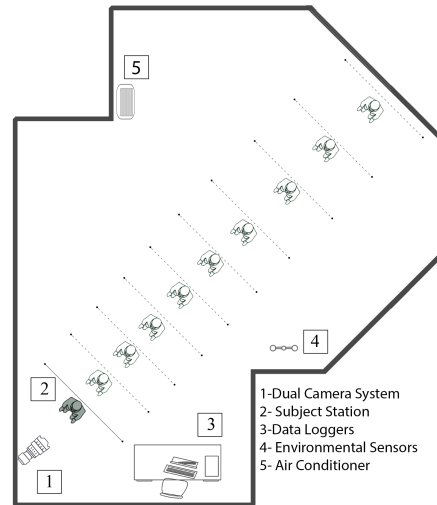 5
4
2
3
1
1-Dual Camera System
2- Subject Station
3-Data Loggers
4- Environmental Sensors
5- Air Conditioner